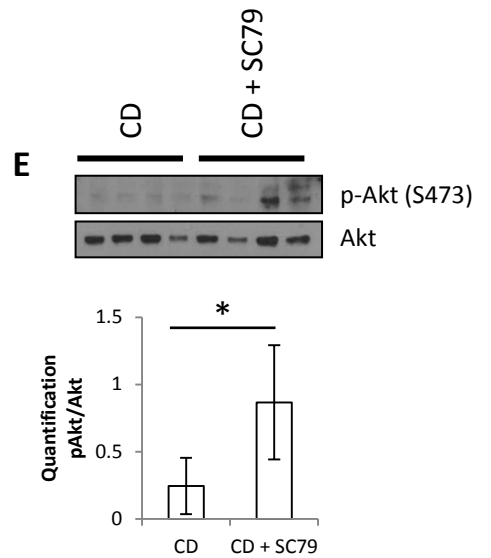 CD
CD + SC79
E
p-Akt (S473)
Akt
*
1.5
1
0.5
0
Quantification
pAkt/Akt
CD
CD + SC79